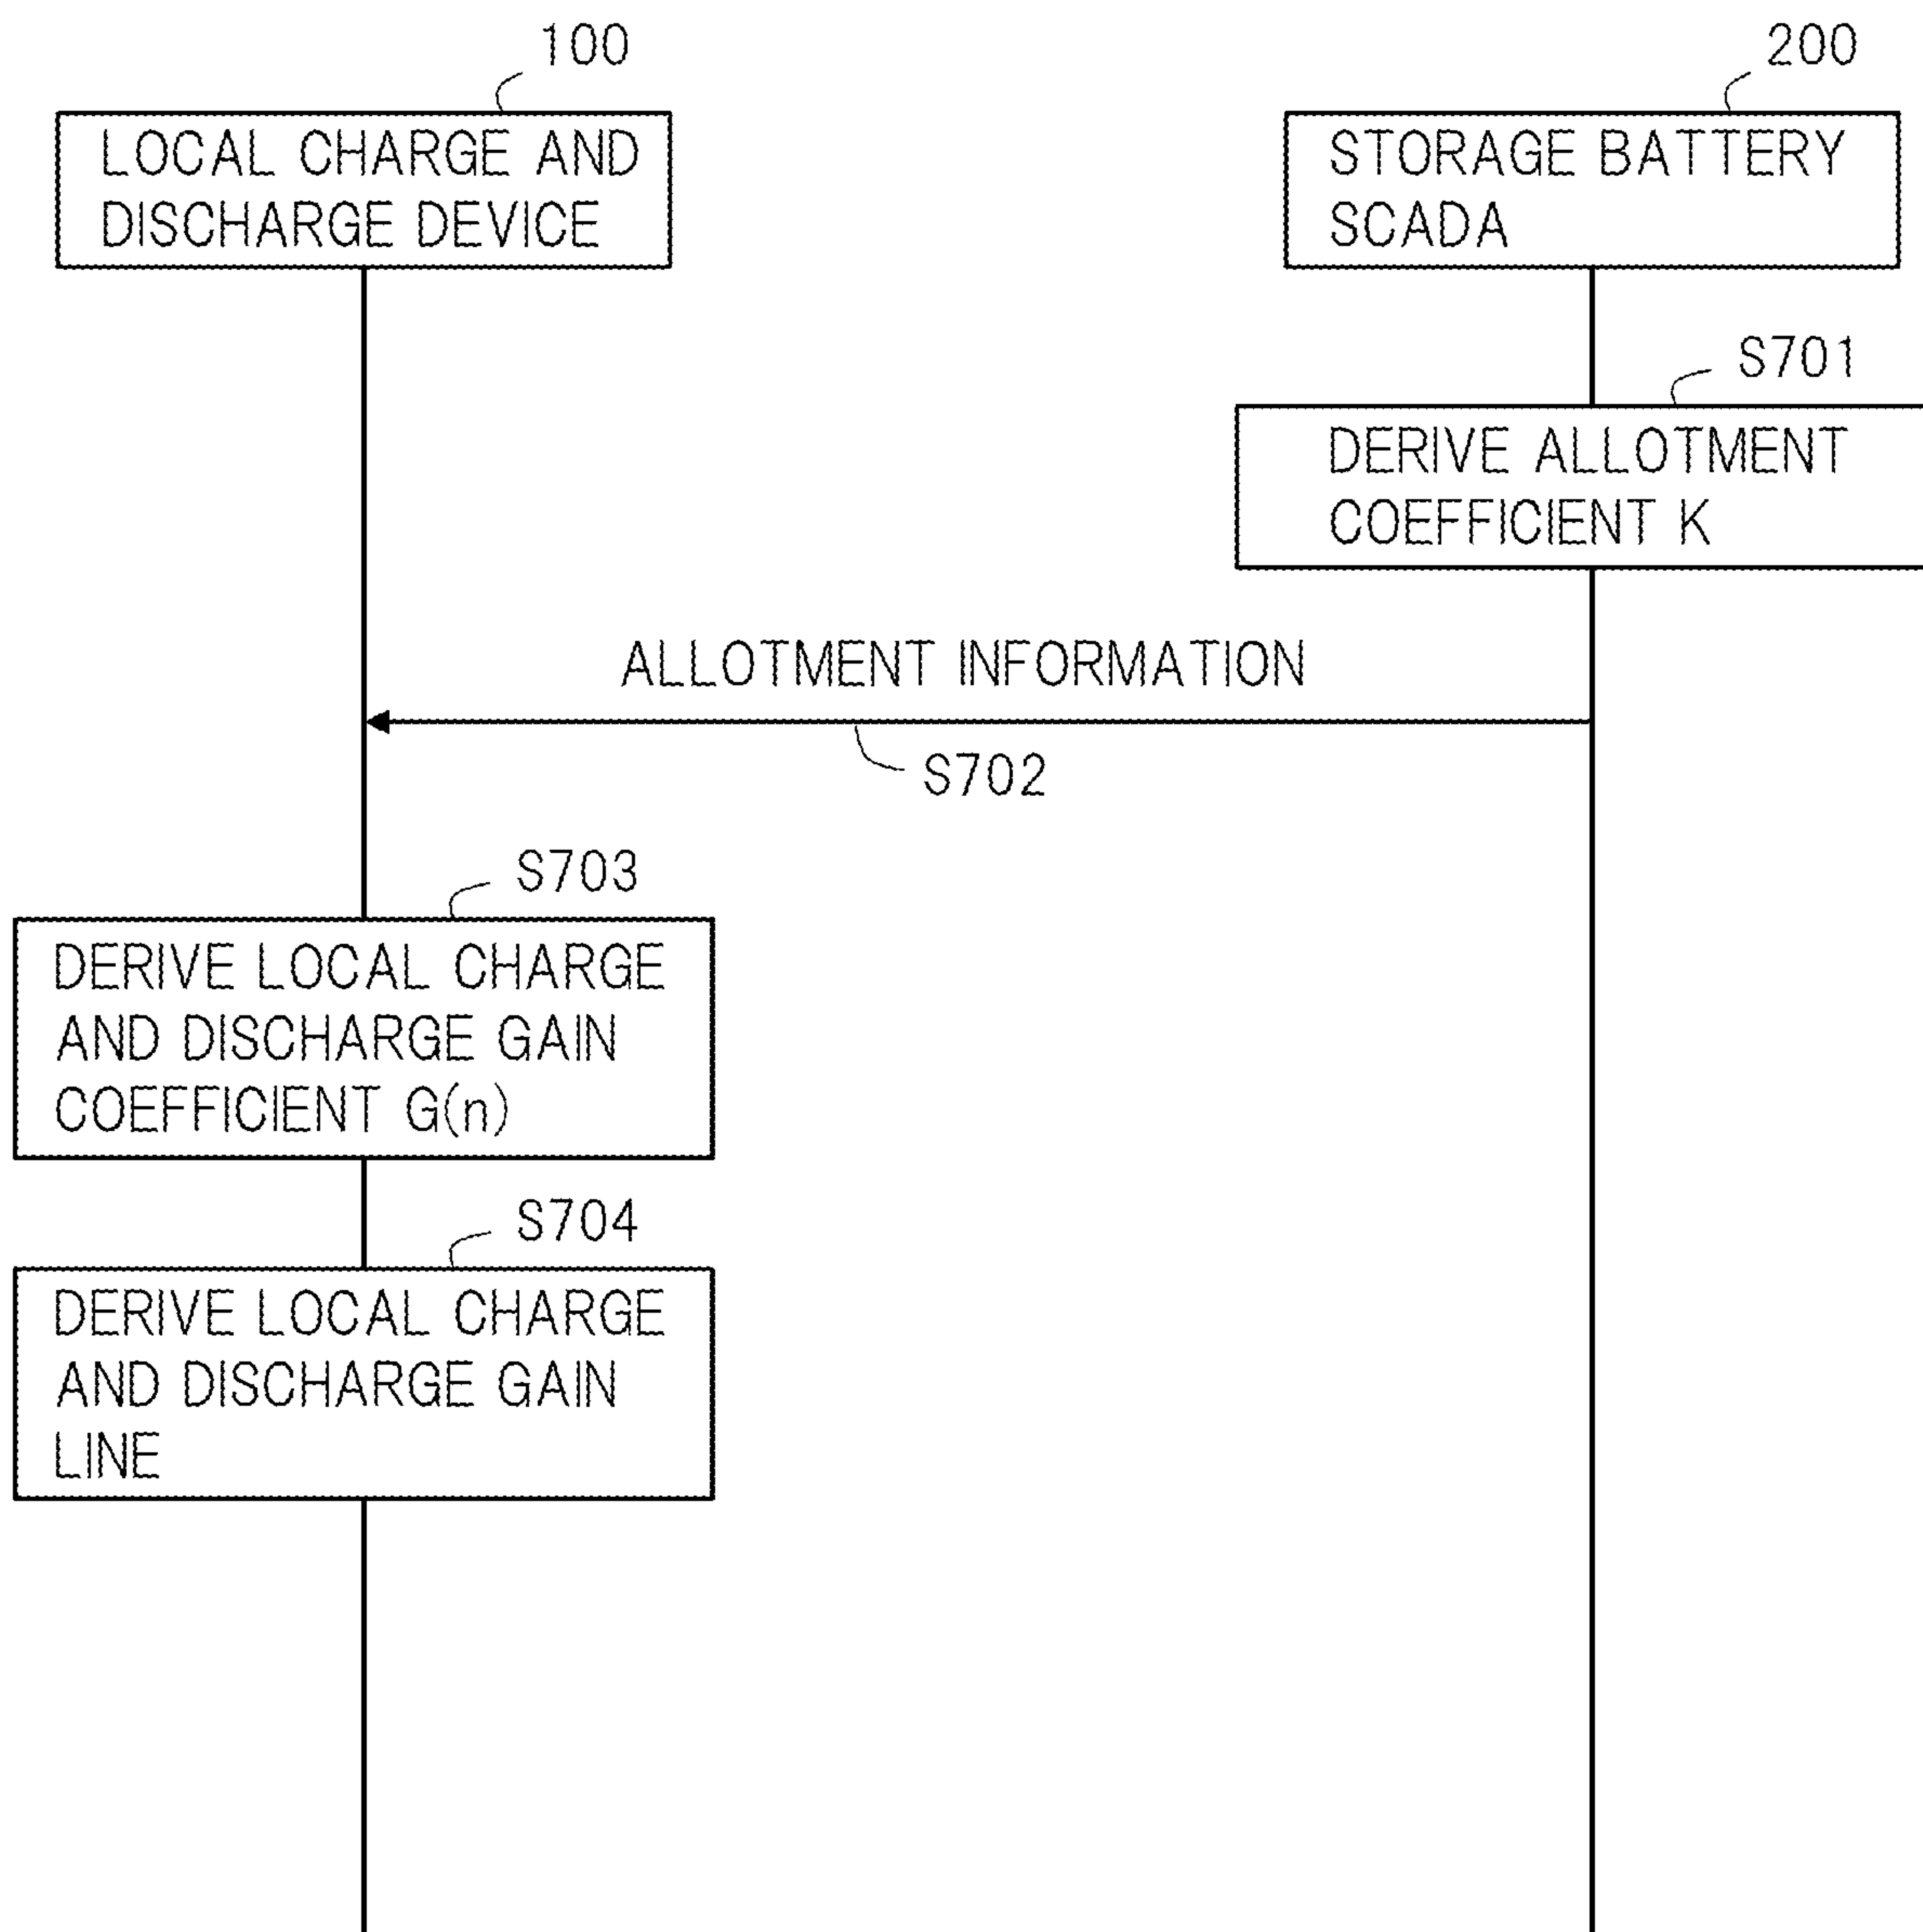 100
LOCAL CHARGE AND
DISCHARGE DEVICE
200
STORAGE BATTERY
SCADA
S701
DERIVE ALLOTMENT
COEFFICIENT K
ALLOTMENT INFORMATION
S702
S703
DERIVE LOCAL CHARGE
AND DISCHARGE GAIN
COEFFICIENT G(n)
S704
DERIVE LOCAL CHARGE
AND DISCHARGE GAIN
LINE